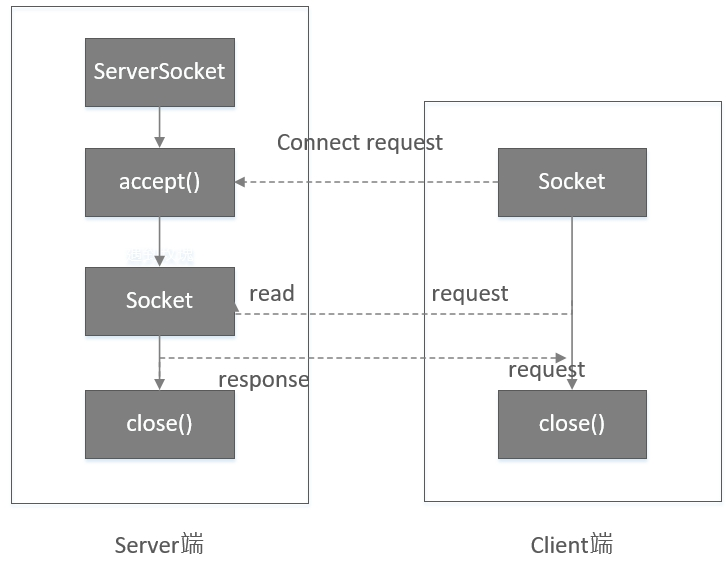 ServerSocket
Connect request
accept()
Socket
Socket
read
request
response
request
close()
close()
Server端
Client端